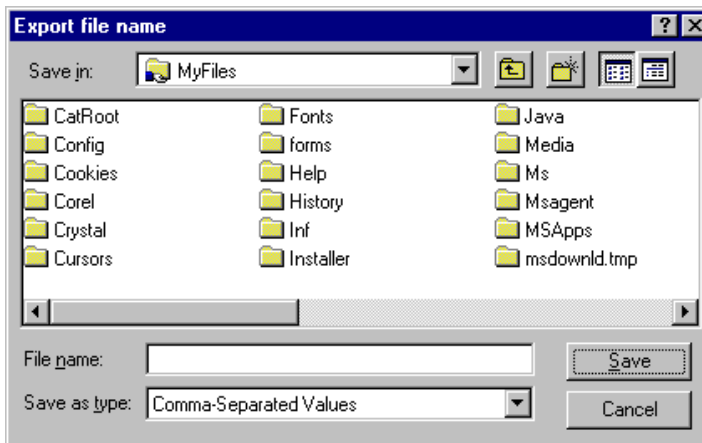 Export file name
Save in: MyFiles
CatRoot Fonts Java
Config forms Media
Cookies Help Ms
Corel History Msagent
Crystal Inf MSApps
Cursors Installer msdownld.tmp
File name: Save
Save as type: Comma-Separated Values Cancel